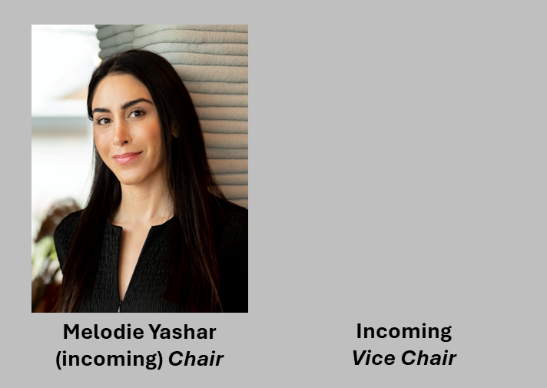 Melodie Yashar
(incoming) Chair
Incoming
Vice Chair